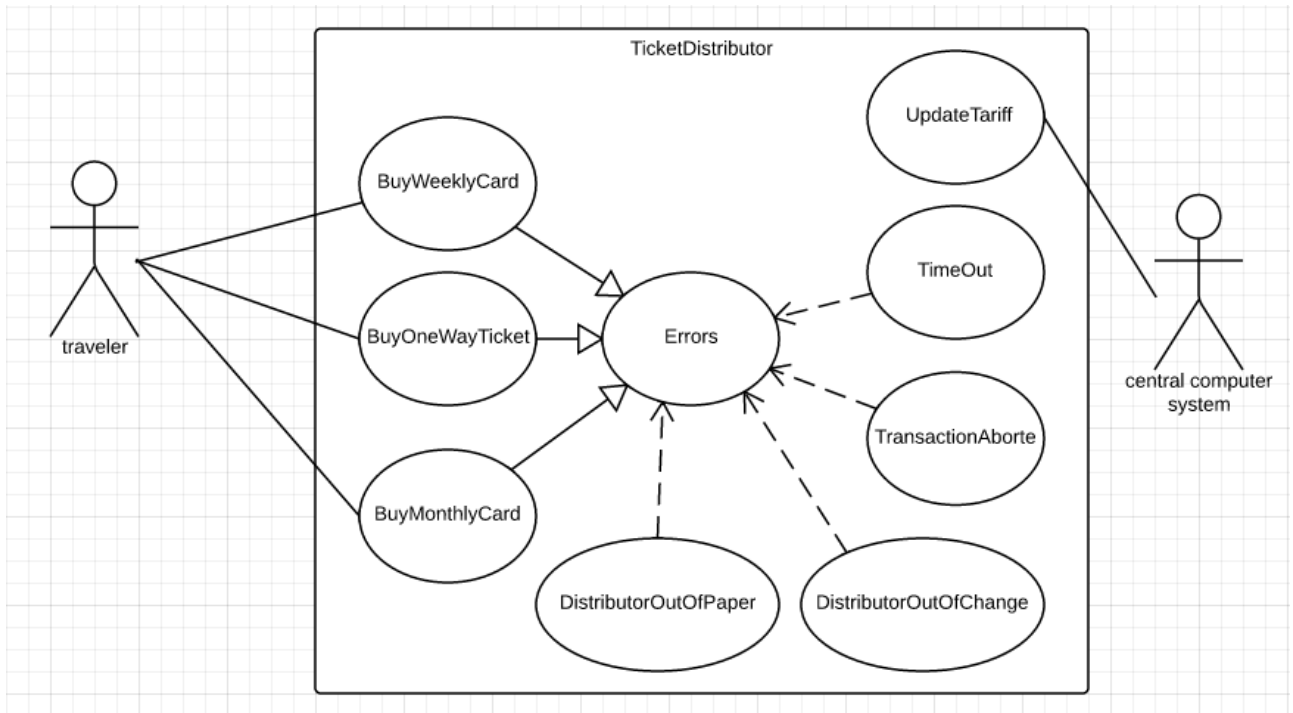 TicketDistributor
UpdateTariff
BuyWeeklyCard
TimeOut
BuyOneWayTicket
Errors
traveler
central computer
system
TransactionAborte
BuyMonthlyCard
DistributorOutOfPaper
DistributorOutOfChange